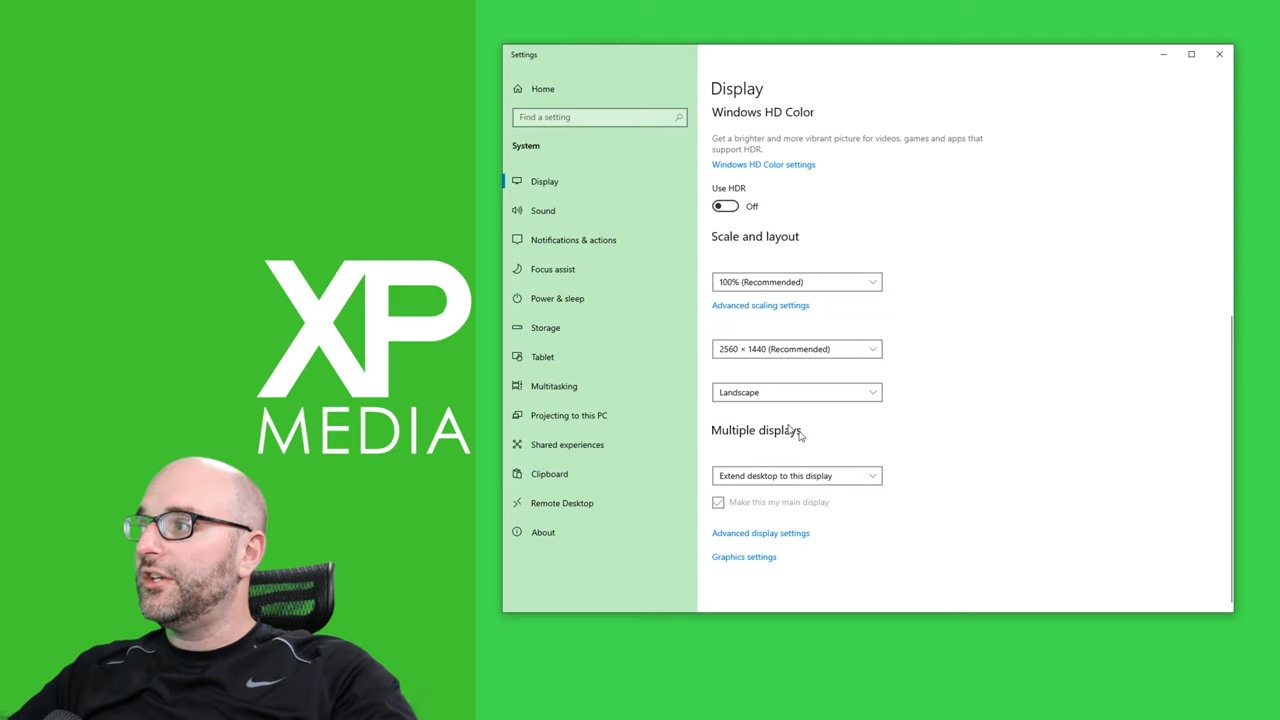 XP
MEDIA
Settings
Home
Find a setting
System
Display
Sound
Notifications & actions
Focus assist
Power & sleep
Storage
Tablet
Multitasking
Projecting to this PC
Shared experiences
Clipboard
Remote Desktop
About
Display
Windows HD Color
Get a brighter and more vibrant picture for videos, games and apps that
support HDR.
Windows HD Color settings
Use HDR
Off
Scale and layout
100% (Recommended)
Advanced scaling settings
2560 × 1440 (Recommended)
Landscape
Multiple displays
Extend desktop to this display
Make this my main display
Advanced display settings
Graphics settings